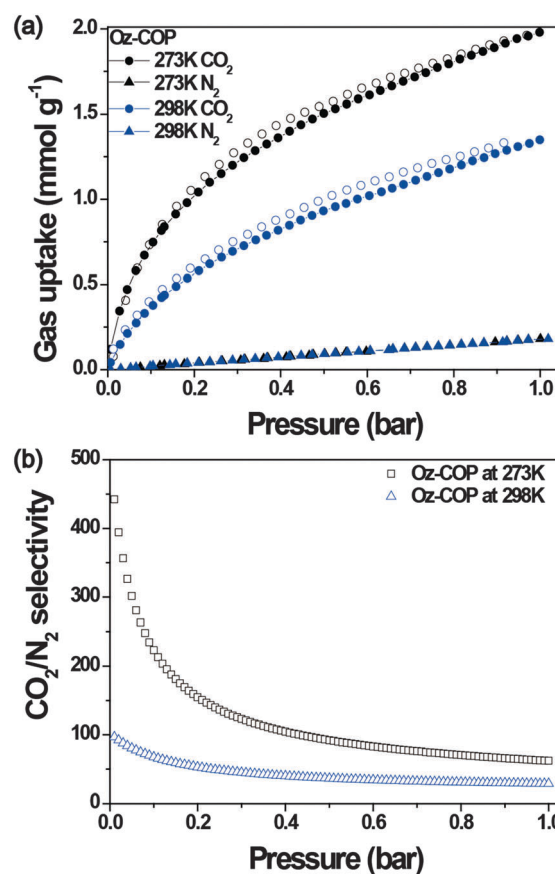 (a)
Oz-COP
273K CO2
273K N2
298K CO2
298K N2
2.0
1.5
1.0
0.5
0.0
Gas uptake (mmol g-1)
0.0 0.2 0.4 0.6 0.8 1.0
Pressure (bar)
(b)
Oz-COP at 273K
Oz-COP at 298K
500
400
300
200
100
0
CO2/N2 selectivity
0.0 0.2 0.4 0.6 0.8 1.0
Pressure (bar)